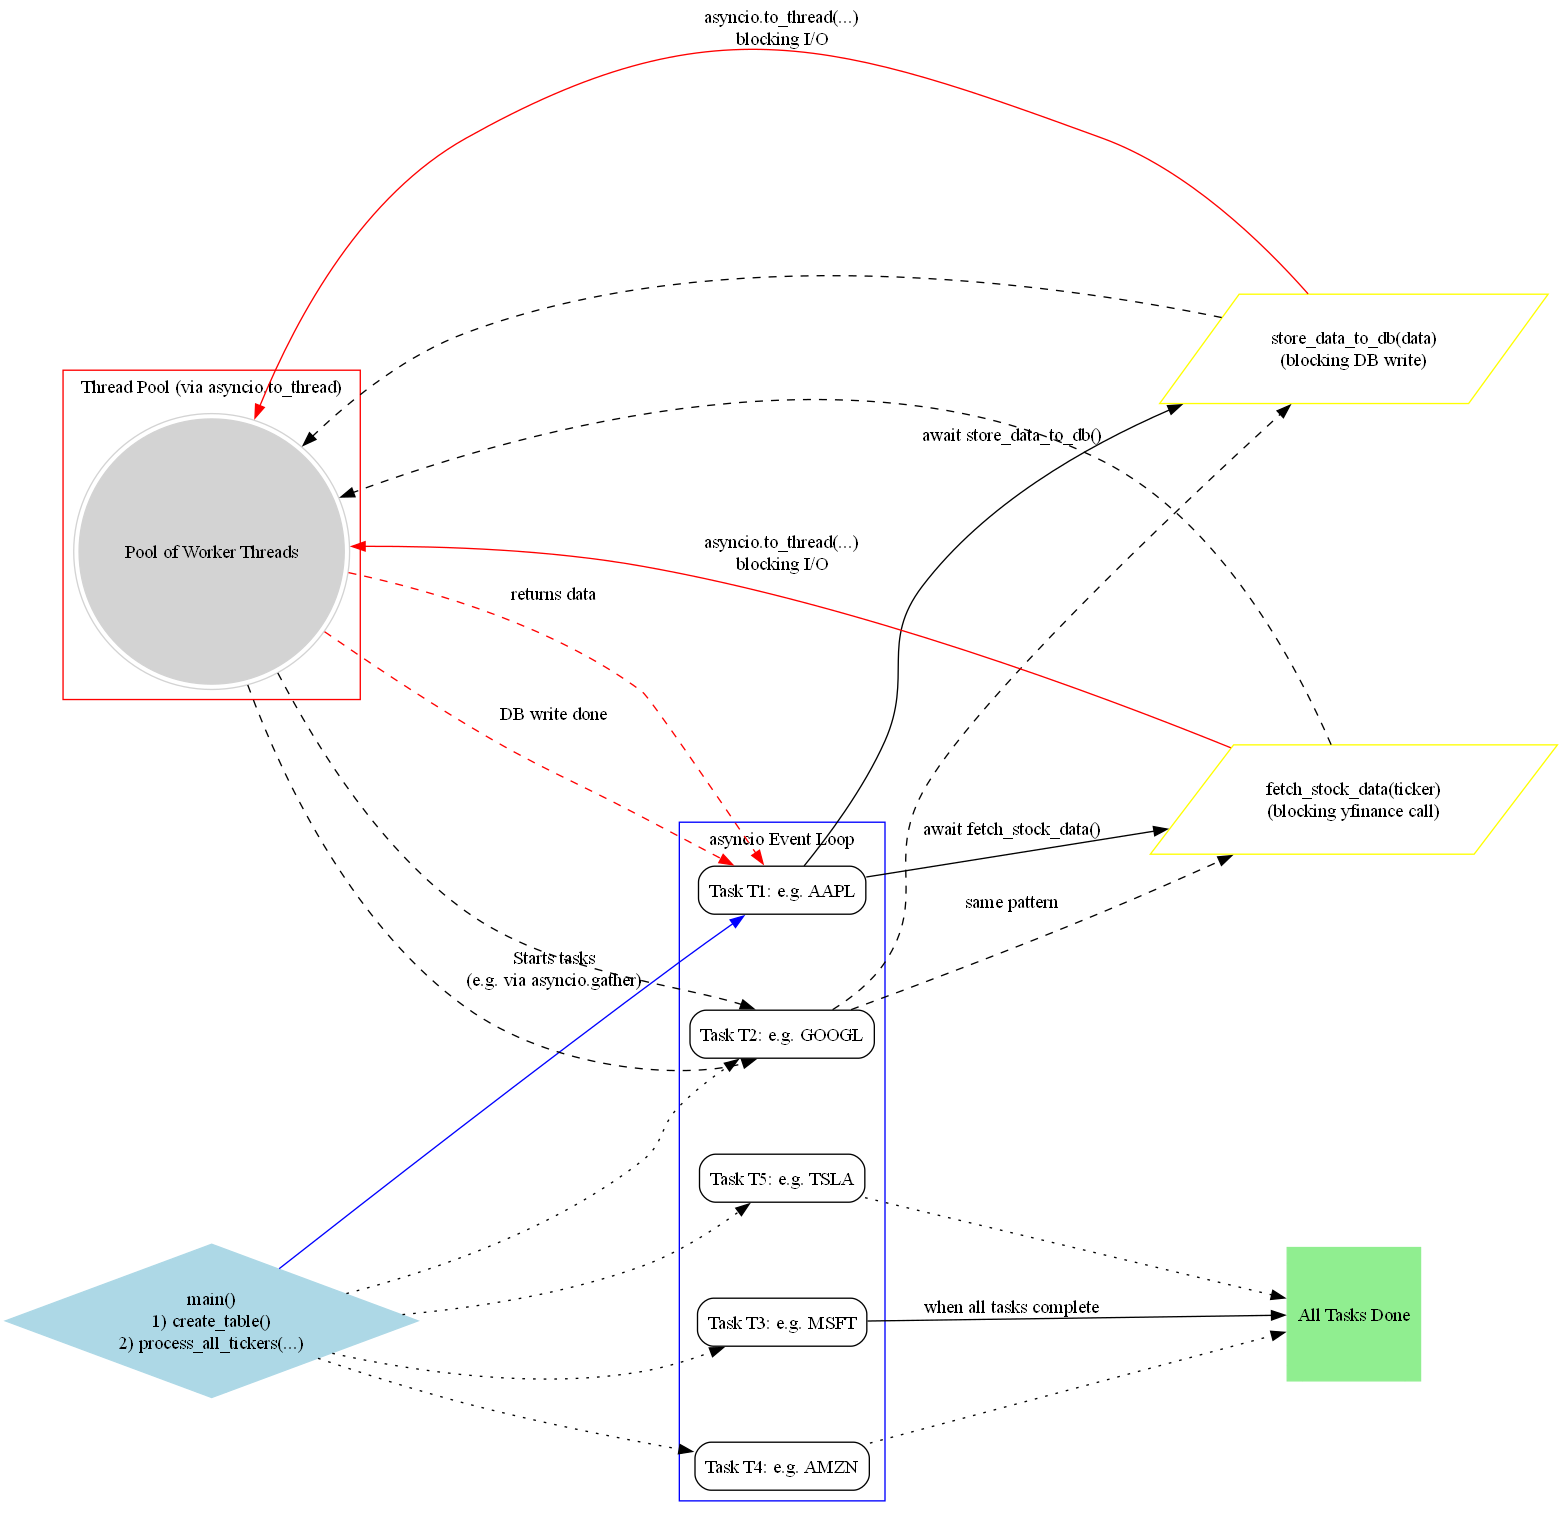 asyncio.to_thread(...)
blocking I/O
store_data_to_db(data)
(blocking DB write)
Thread Pool (via asyncio.to_thread)
await store_data_to_db()
Pool of Worker Threads
asyncio.to_thread(...)
blocking I/O
returns data
DB write done
fetch_stock_data(ticker)
(blocking yfinance call)
asyncio Event Loop
await fetch_stock_data()
Task T1: e.g. AAPL
same pattern
Starts tasks
(e.g. via asyncio.gather)
Task T2: e.g. GOOGL
Task T5: e.g. TSLA
main()
1) create_table()
2) process_all_tickers(...)
when all tasks complete
Task T3: e.g. MSFT
All Tasks Done
Task T4: e.g. AMZN